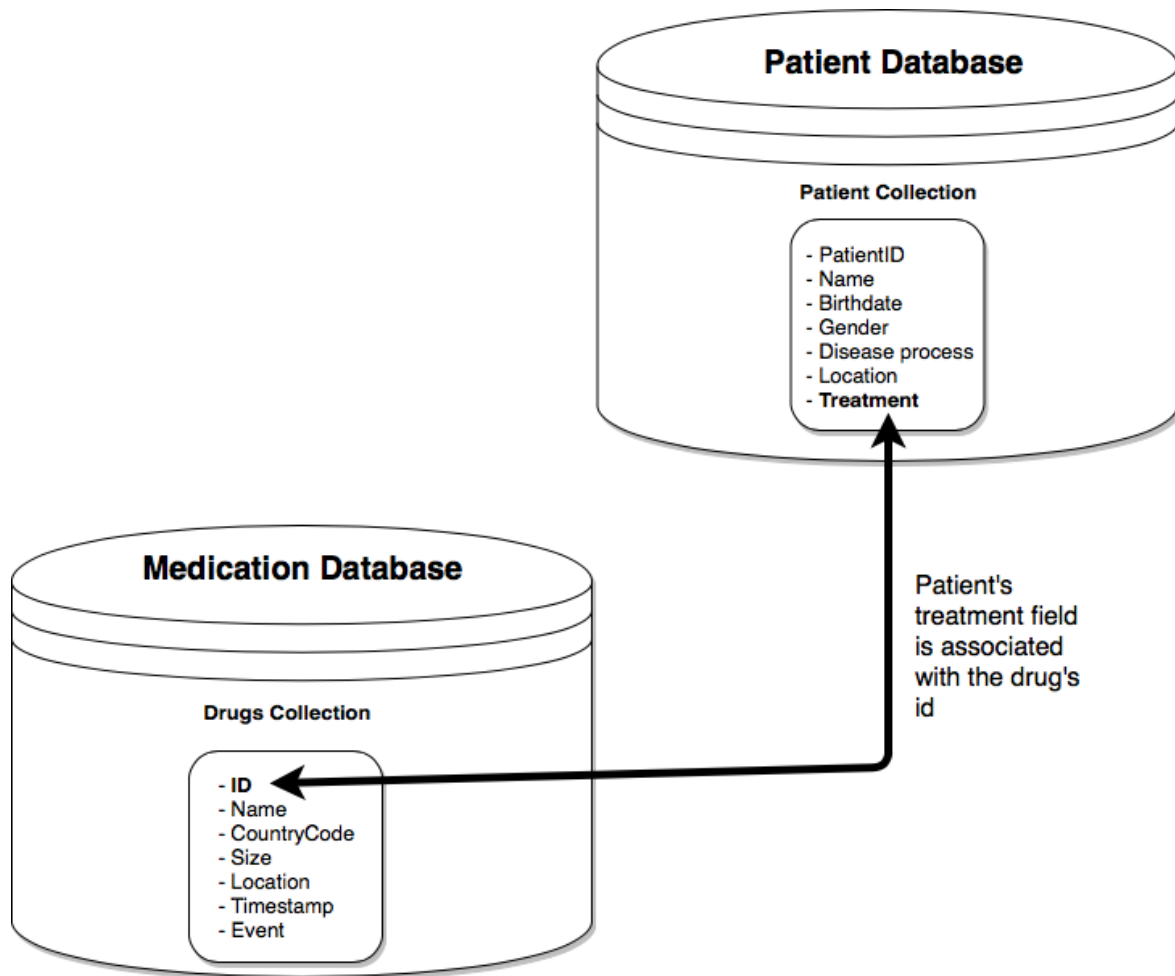 Patient Database
Patient Collection
- PatientID
- Name
- Birthdate
- Gender
- Disease process
- Location
- Treatment
Medication Database
Drugs Collection
- ID
- Name
- CountryCode
- Size
- Location
- Timestamp
- Event
Patient's
treatment field
is associated
with the drug's
id